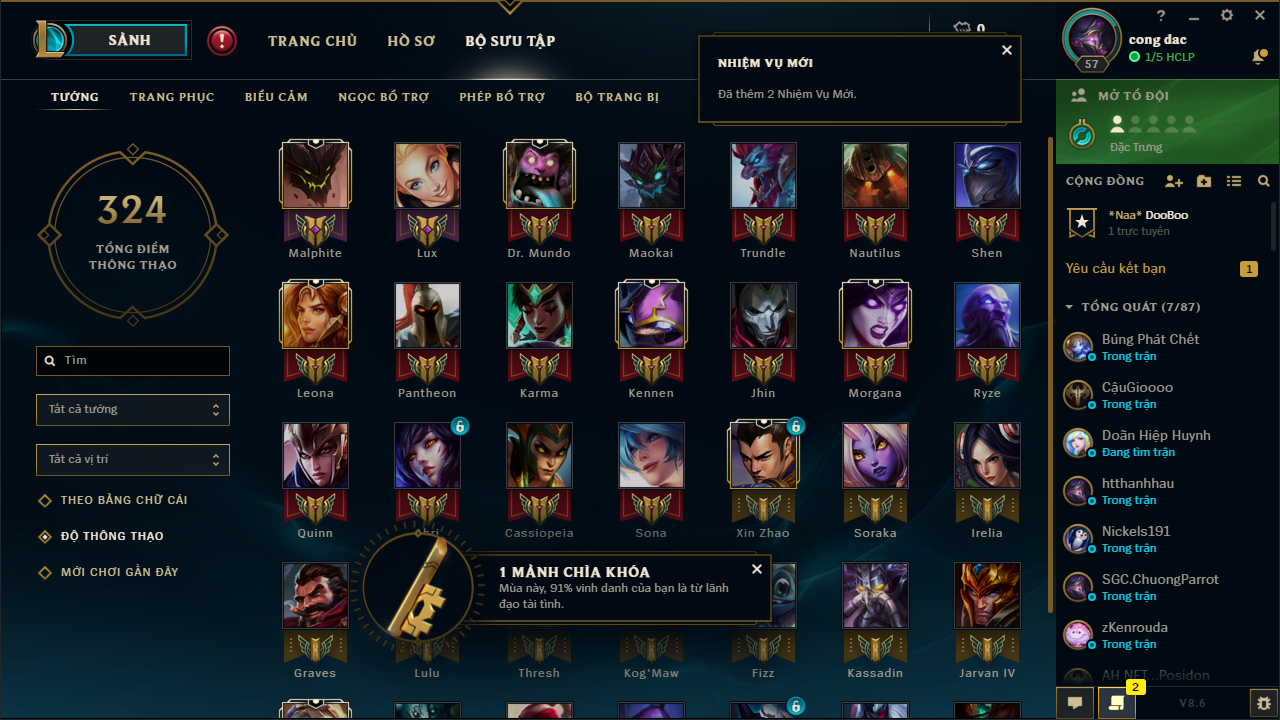 SẢNH
TRANG CHỦ
HỒ SƠ
BỘ SƯU TẬP
0
NHIỆM VỤ MỚI
Đã thêm 2 Nhiệm Vụ Mới.
TƯỚNG
TRANG PHỤC
BIỂU CẢM
NGỌC BỔ TRỢ
PHÉP BỔ TRỢ
BỘ TRANG BỊ
324
TỔNG ĐIỂM
THÔNG THẠO
Tìm
Tất cả tướng
Tất cả vị trí
THEO BẢNG CHỮ CÁI
ĐỘ THÔNG THẠO
MỚI CHƠI GẦN ĐÂY
Malphite
Lux
Dr. Mundo
Maokai
Trundle
Nautilus
Shen
Leona
Pantheon
Karma
Kennen
Jhin
Morgana
Ryze
6
6
Quinn
Ahri
Cassiopeia
Sona
Xin Zhao
Soraka
Irelia
1 MẢNH CHÌA KHÓA
Mùa này, 91% vinh danh của bạn là từ lãnh
đạo tài tình.
Graves
Lulu
Thresh
Kog'Maw
Fizz
Kassadin
Jarvan IV
6
?
57
cong dac
1/5 HCLP
MỞ TỔ ĐỘI
Đặc Trưng
CỘNG ĐỒNG
*Naa* DooBoo
1 trực tuyến
Yêu cầu kết bạn
1
TỔNG QUÁT (7/87)
Búng Phát Chết
Trong trận
CậuGioooo
Trong trận
Doãn Hiệp Huynh
Đang tìm trận
htthanhhau
Trong trận
Nickels191
Trong trận
SGC.ChuongParrot
Trong trận
zKenrouda
Trong trận
AH NET...Posidon
2
V8.6